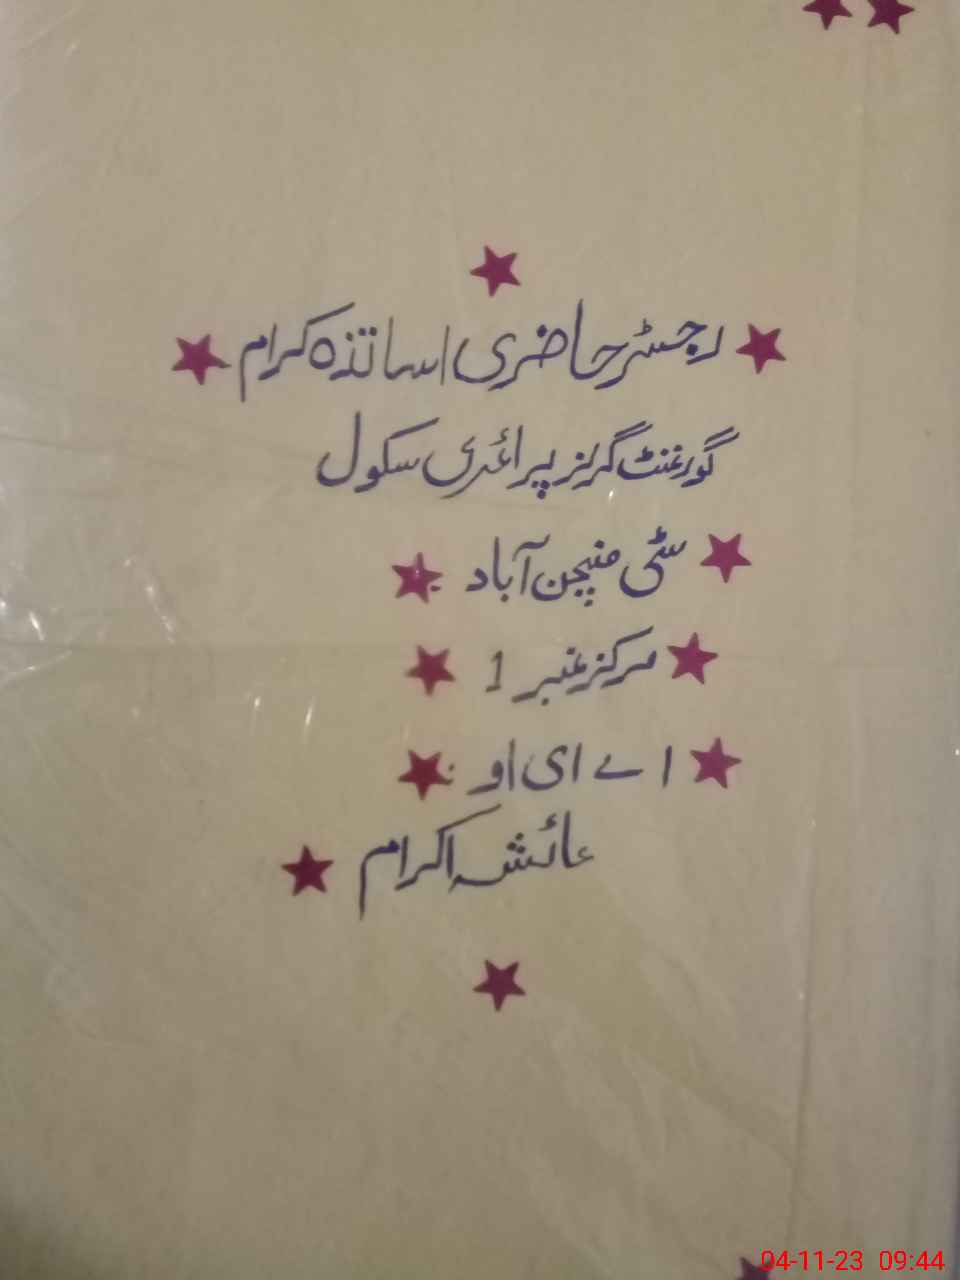 رجسٹر حاضری اساتذہ کرام
گورنمنٹ گرلز پرائمری سکول
سٹی منچن آباد
مرکز نمبر 1
اے ای او
عائشہ اکرام
04-11-23 09:44